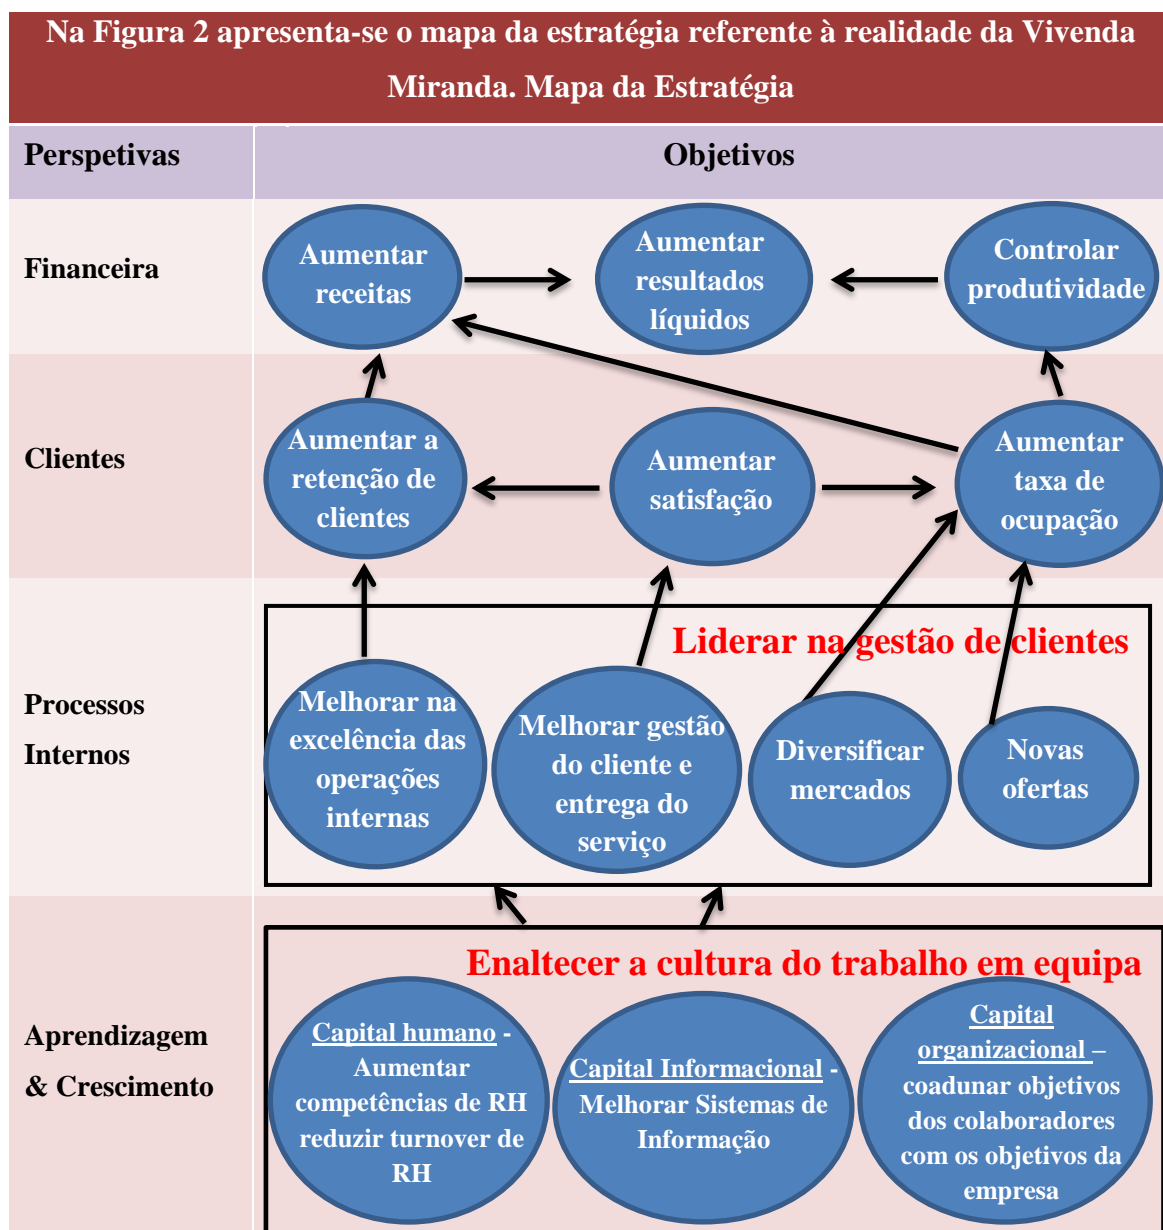 Na Figura 2 apresenta-se o mapa da estratégia referente à realidade da Vivenda
Miranda. Mapa da Estratégia
Perspetivas
Objetivos
Financeira
Aumentar
receitas
Aumentar
resultados
líquidos
Controlar
produtividade
Clientes
Aumentar a
retenção de
clientes
Aumentar
satisfação
Aumentar
taxa de
ocupação
Processos
Internos
Liderar na gestão de clientes
Melhorar na
excelência das
operações
internas
Melhorar gestão
do cliente e
entrega do
serviço
Diversificar
mercados
Novas
ofertas
Aprendizagem
& Crescimento
Enaltecer a cultura do trabalho em equipa
Capital humano -
Aumentar
competências de RH
reduzir turnover de
RH
Capital Informacional -
Melhorar Sistemas de
Informação
Capital
organizacional –
coadunar objetivos
dos colaboradores
com os objetivos da
empresa